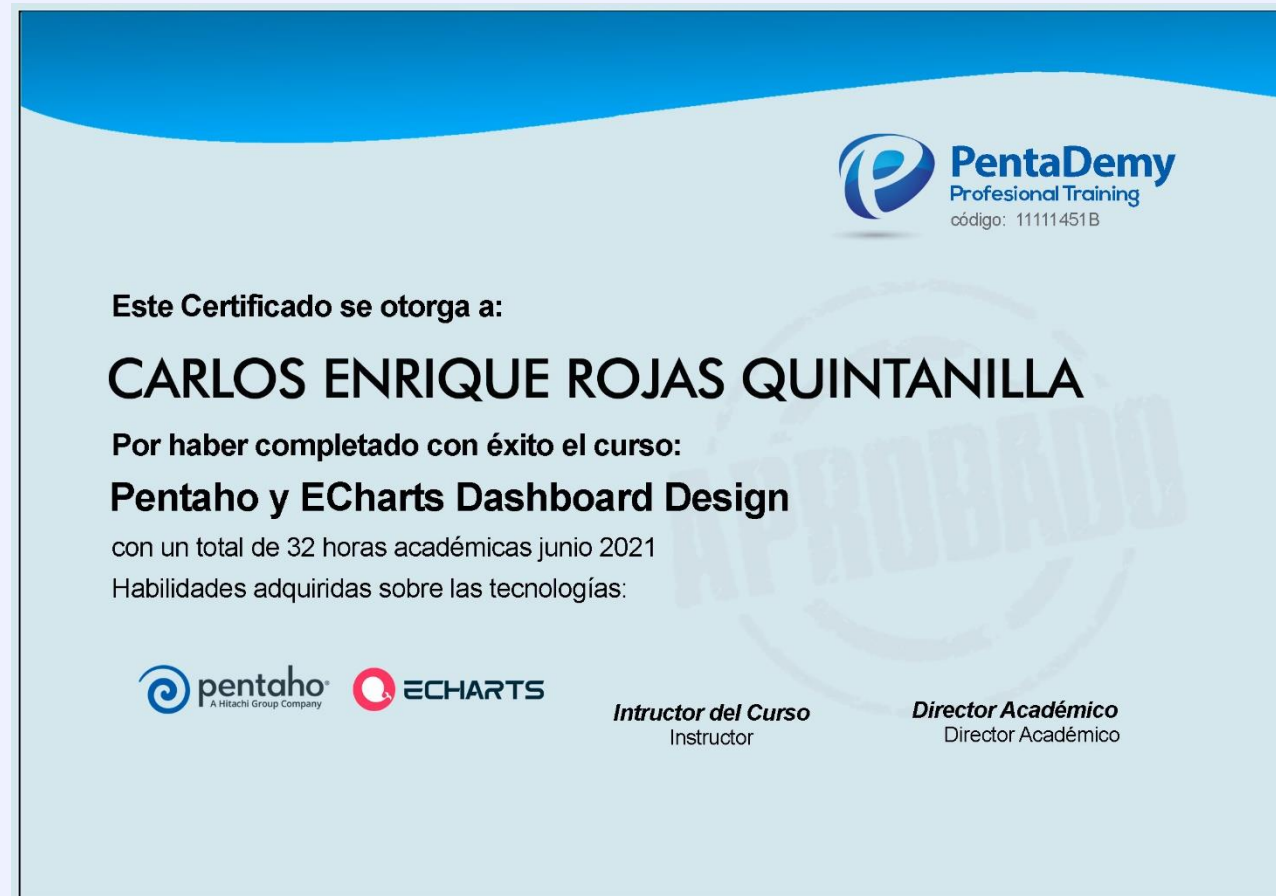 PentaDemy
Profesional Training
código: 11111451B
Este Certificado se otorga a:
CARLOS ENRIQUE ROJAS QUINTANILLA
Por haber completado con éxito el curso:
Pentaho y ECharts Dashboard Design
con un total de 32 horas académicas junio 2021
Habilidades adquiridas sobre las tecnologías:
APROBADO
pentaho
A Hitachi Group Company
ECHARTS
Intructor del Curso
Instructor
Director Académico
Director Académico